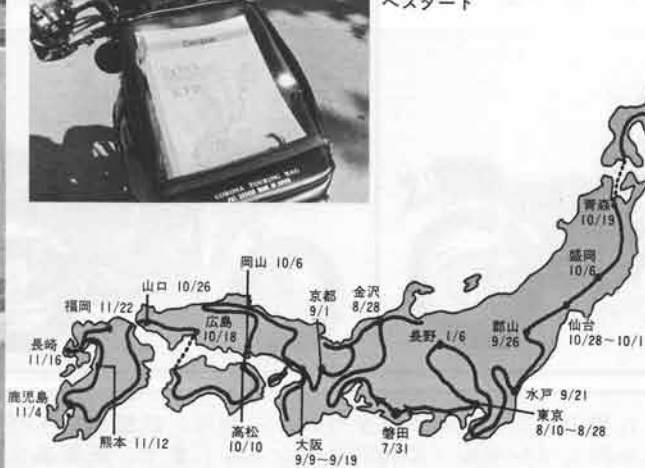 へスタート
CORONA TOURING BAG
青森
10/19
盛岡
10/6
岡山 10/6
山口 10/26
京都
9/1
金沢
8/28
福岡 11/22
広島
10/18
長野 1/6
郡山
9/26
仙台
10/28～10/1
長崎
11/16
水戸 9/21
鹿児島
11/4
東京
8/10～8/28
熊本 11/12
高松
10/10
大阪
9/9～9/19
磐田
7/31